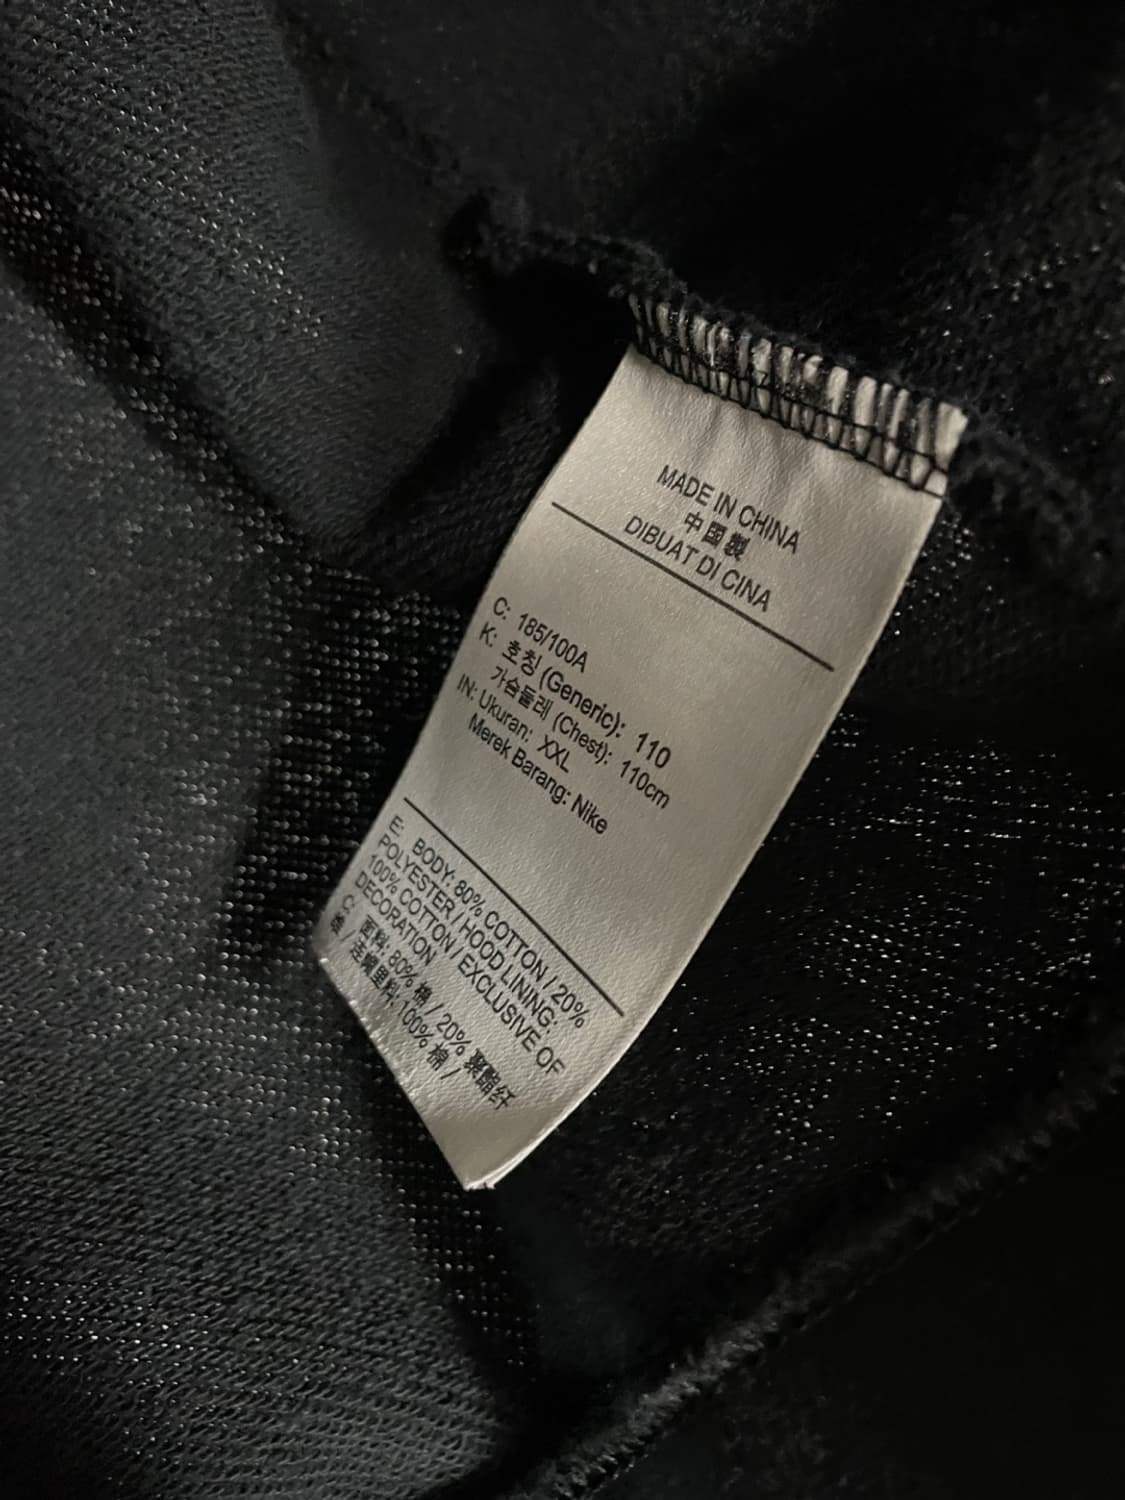 MADE IN CHINA
中國製
DIBUAT DI CINA
C: 185/100A
K: 호칭 (Generic): 110
가슴둘레 (Chest): 110cm
IN: Ukuran: XXL
Merek Barang: Nike
E: BODY: 80% COTTON / 20%
POLYESTER / HOOD LINING:
100% COTTON / EXCLUSIVE OF
DECORATION
C: 面料: 80% 棉 / 20% 聚酯纤
维 / 连帽里料: 100% 棉 /